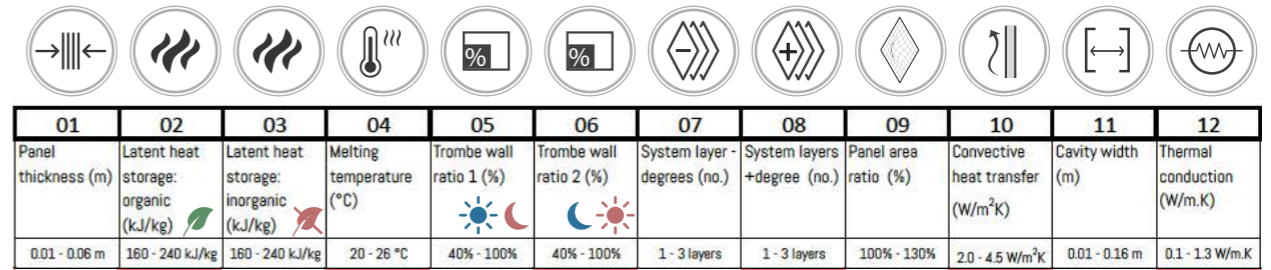 % %
01 02 03 04 05 06 07 08 09 10 11 12
Panel
thickness (m)
Latent heat
storage:
organic
(kJ/kg)
Latent heat
storage:
inorganic
(kJ/kg)
Melting
temperature
(°C)
Trombe wall
ratio 1 (%)
Trombe wall
ratio 2 (%)
System layer -
degrees (no.)
System layers
+degree (no.)
Panel area
ratio (%)
Convective
heat transfer
(W/m²K)
Cavity width
(m)
Thermal
conduction
(W/m.K)
0.01 - 0.06 m 160 - 240 kJ/kg 160 - 240 kJ/kg 20 - 26 °C 40% - 100% 40% - 100% 1 - 3 layers 1 - 3 layers 100% - 130% 2.0 - 4.5 W/m²K 0.01 - 0.16 m 0.1 - 1.3 W/m.K